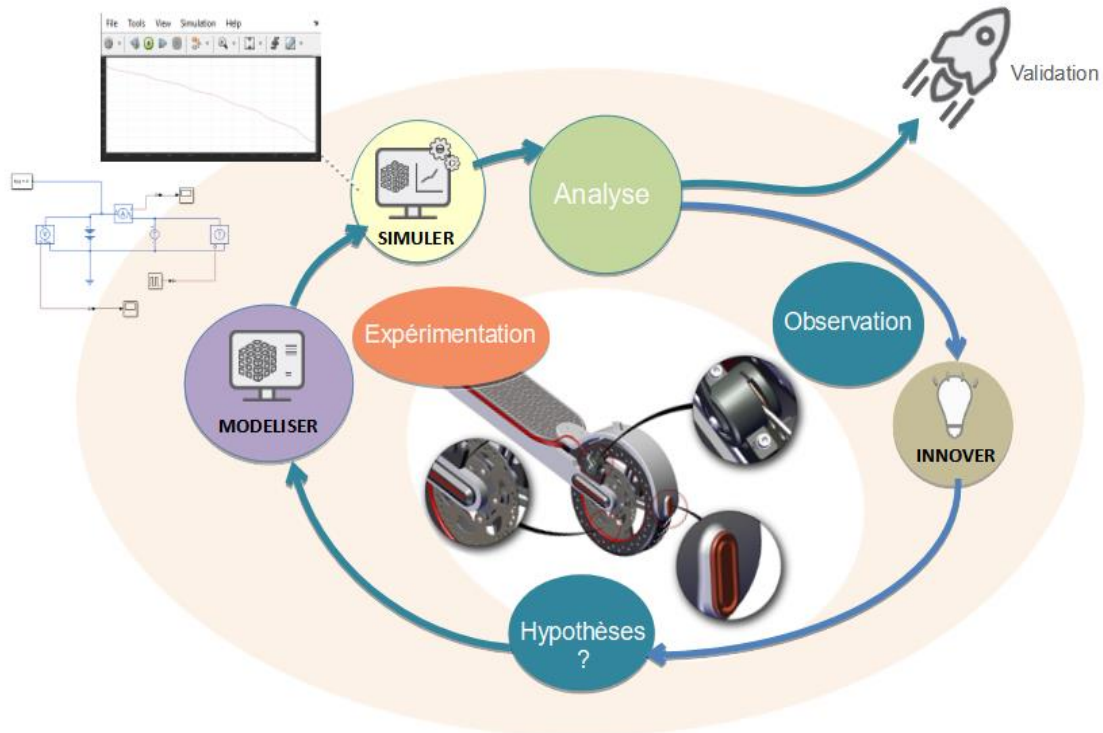 File Tools View Simulation Help
Validation
Analyse
SIMULER
Expérimentation
Observation
MODELISER
INNOVER
Hypothèses
?